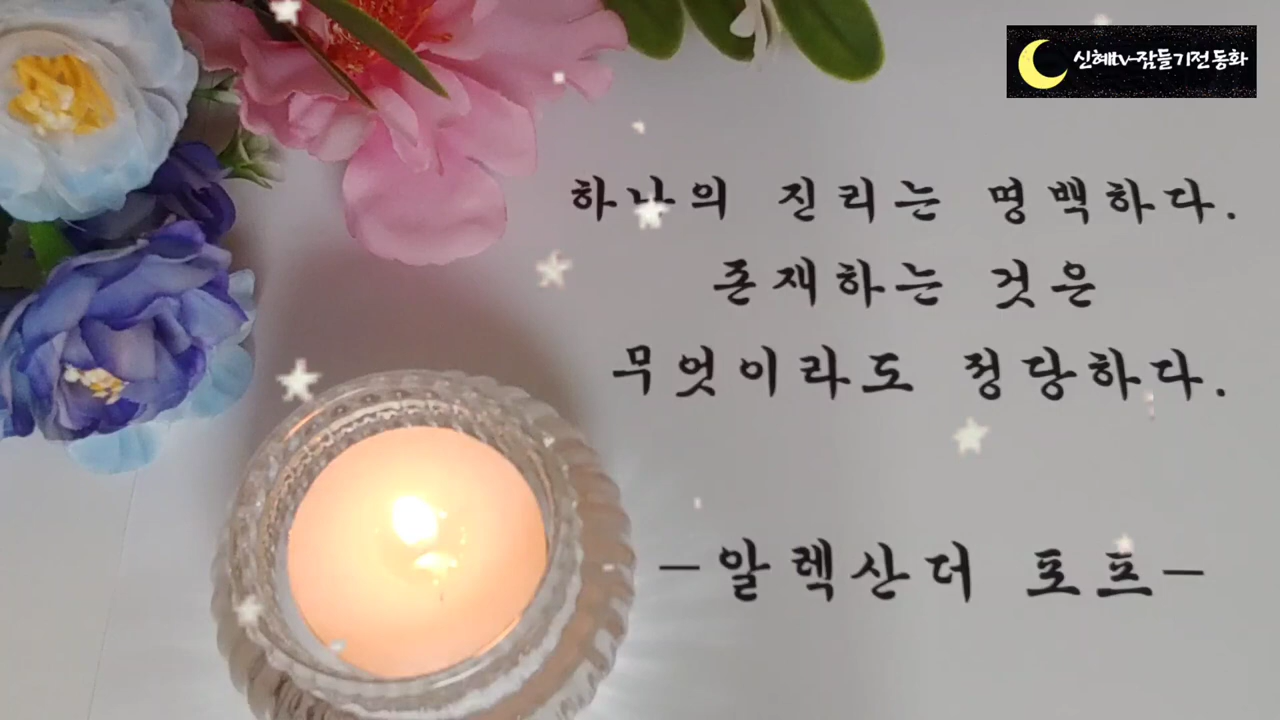 신혜tv-잠들기전 동화
하나의 진리는 명백하다.
존재하는 것은
무엇이라도 정당하다.
-알렉산더 포프-